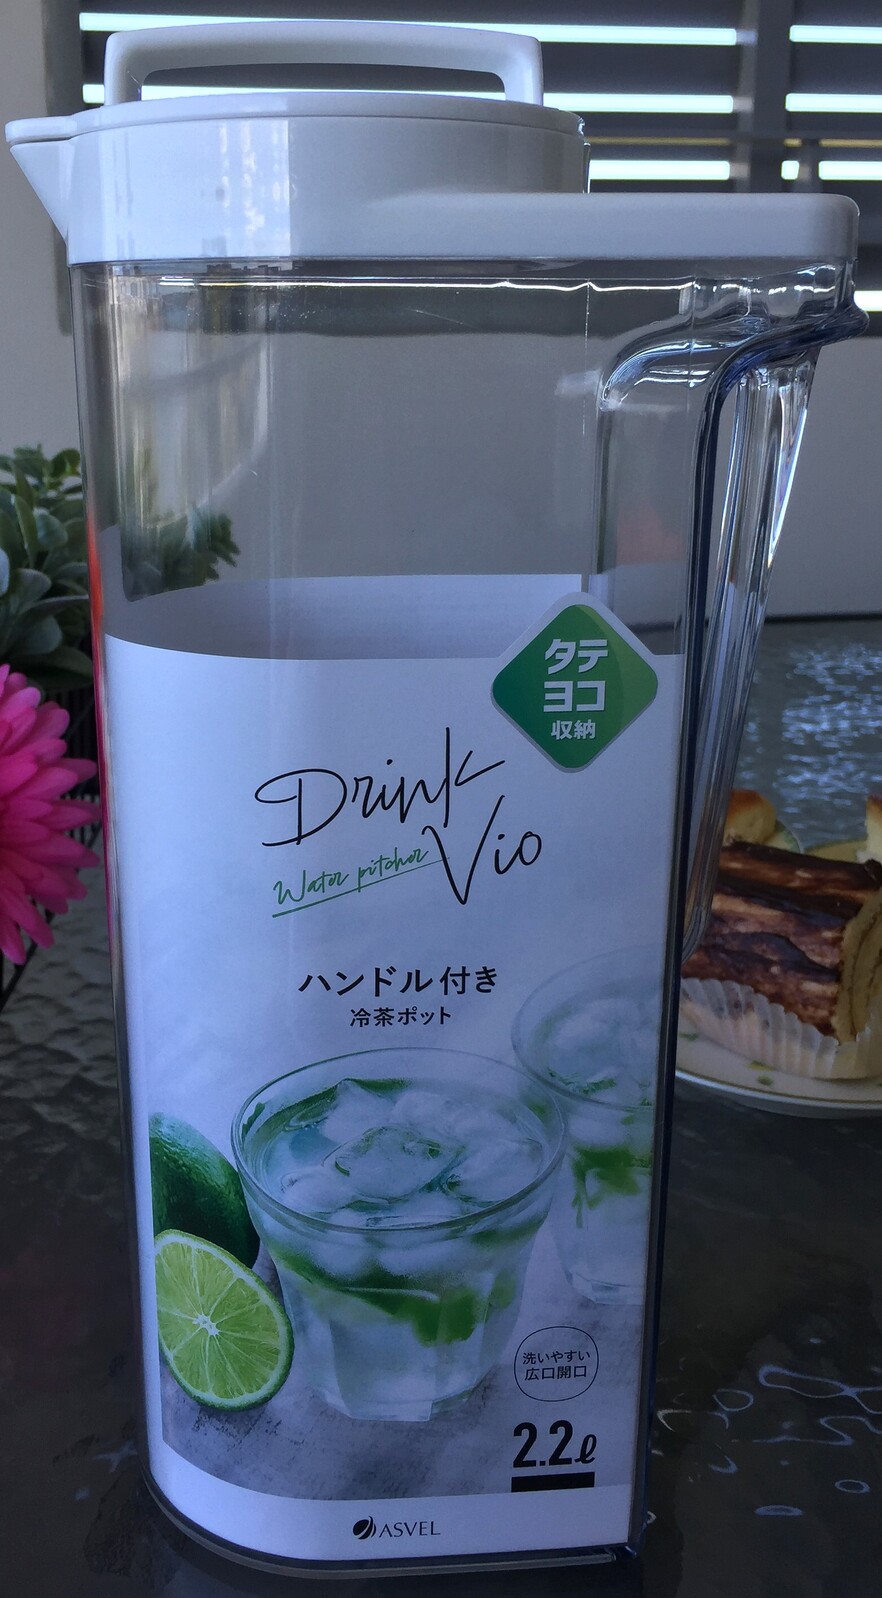 タテ
ヨコ
収納
Drink
Vio
Water pitcher
ハンドル付き
冷茶ポット
洗いやすい
広口開口
2.2ℓ
ASVEL